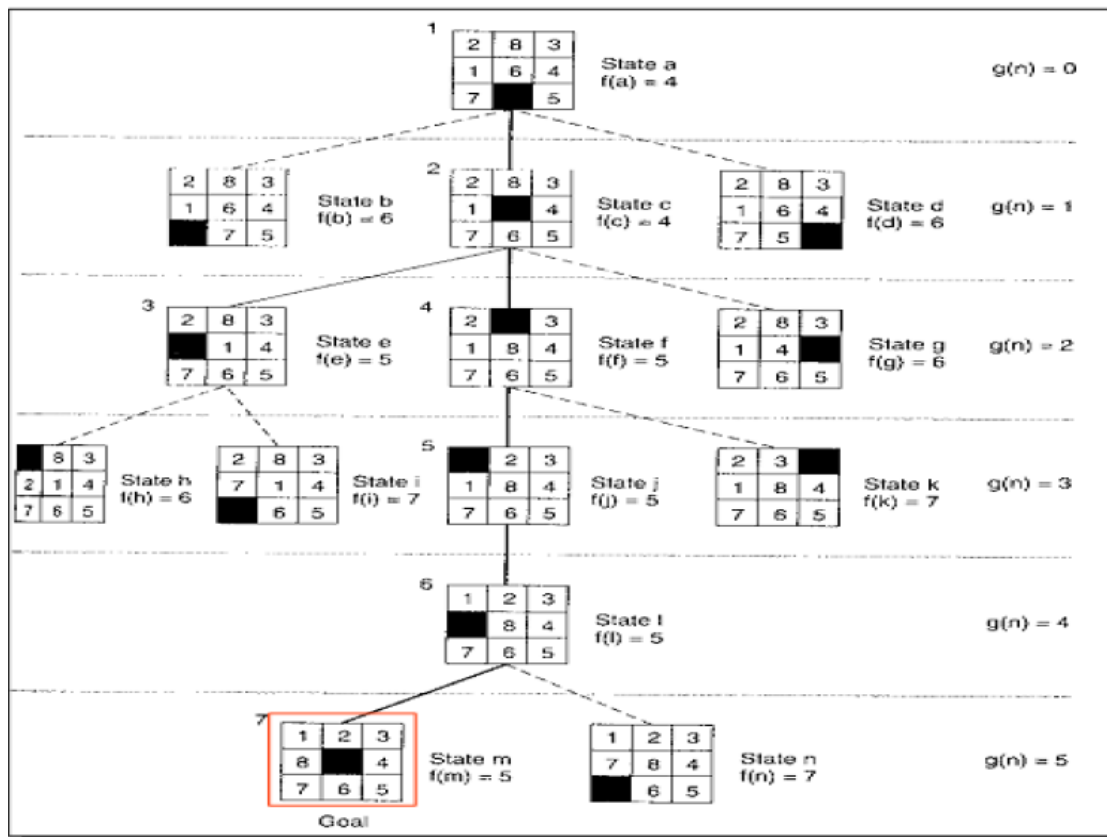 1
2 8 3
1 6 4
7 5
State a
f(a) = 4
g(n) = 0
2 8 3
1 6 4
7 5
State b
f(b) = 6
2
2 8 3
1 4
7 6 5
State c
f(c) = 4
2 8 3
1 6 4
7 5
State d
f(d) = 6
g(n) = 1
3
2 8 3
1 4
7 6 5
State e
f(e) = 5
4
2 3
1 8 4
7 6 5
State f
f(f) = 5
2 8 3
1 4
7 6 5
State g
f(g) = 6
g(n) = 2
8 3
2 1 4
7 6 5
State h
f(h) = 6
2 8 3
7 1 4
6 5
State i
f(i) = 7
5
2 3
1 8 4
7 6 5
State j
f(j) = 5
2 3
1 8 4
7 6 5
State k
f(k) = 7
g(n) = 3
6
1 2 3
8 4
7 6 5
State l
f(l) = 5
g(n) = 4
7
1 2 3
8 4
7 6 5
State m
f(m) = 5
Goal
1 2 3
7 8 4
6 5
State n
f(n) = 7
g(n) = 5